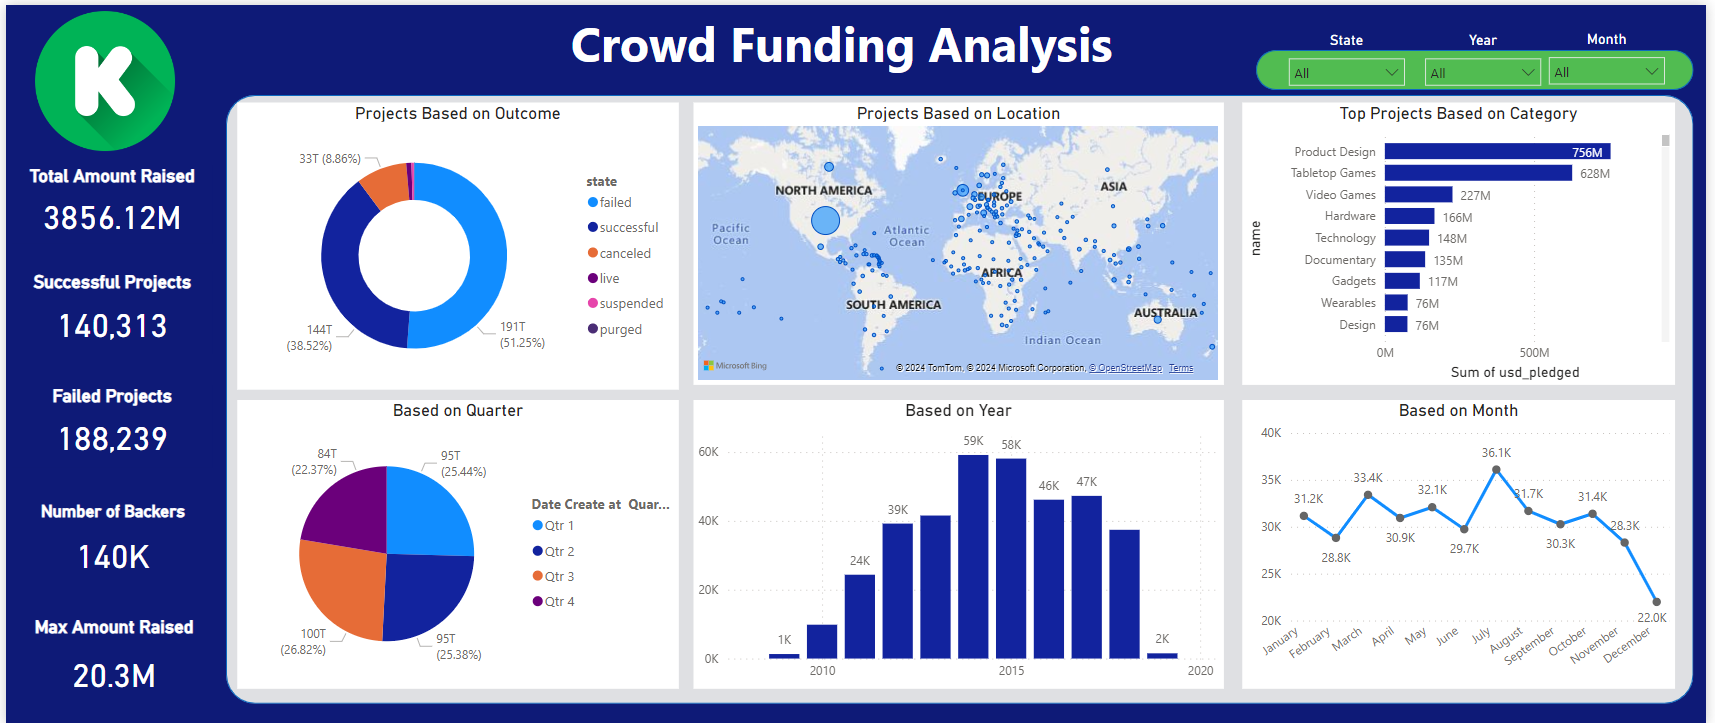 K
Crowd Funding Analysis
State
Year
Month
All
All
All
Total Amount Raised
3856.12M
Successful Projects
140,313
Failed Projects
188,239
Number of Backers
140K
Max Amount Raised
20.3M
Projects Based on Outcome
33T (8.86%)
144T
(38.52%)
191T
(51.25%)
state
failed
successful
canceled
live
suspended
purged
Projects Based on Location
NORTH AMERICA
EUROPE
ASIA
Pacific
Ocean
Atlantic
Ocean
AFRICA
SOUTH AMERICA
AUSTRALIA
Indian Ocean
Microsoft Bing
© 2024 TomTom, © 2024 Microsoft Corporation, © OpenStreetMap Terms
Top Projects Based on Category
name
Product Design 756M
Tabletop Games 628M
Video Games 227M
Hardware 166M
Technology 148M
Documentary 135M
Gadgets 117M
Wearables 76M
Design 76M
0M 500M
Sum of usd_pledged
Based on Quarter
84T
(22.37%)
95T
(25.44%)
100T
(26.82%)
95T
(25.38%)
Date Create at Quar...
Qtr 1
Qtr 2
Qtr 3
Qtr 4
Based on Year
60K
40K
20K
0K
1K
24K
39K
59K
58K
46K
47K
2K
2010 2015 2020
Based on Month
40K
35K
30K
25K
20K
31.2K
28.8K
33.4K
30.9K
32.1K
29.7K
36.1K
31.7K
30.3K
31.4K
28.3K
22.0K
January
February
March
April
May
June
July
August
September
October
November
December